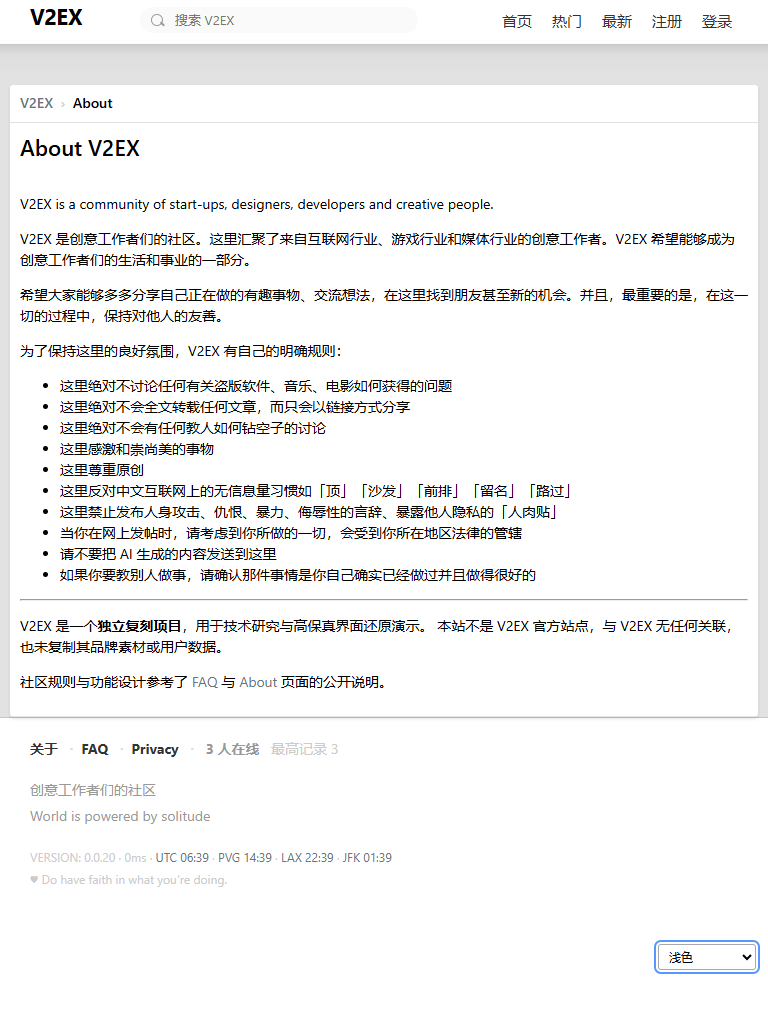 V2EX
搜索 V2EX
首页 热门 最新 注册 登录
V2EX › About
About V2EX
V2EX is a community of start-ups, designers, developers and creative people.
V2EX 是创意工作者们的社区。这里汇聚了来自互联网行业、游戏行业和媒体行业的创意工作者。V2EX 希望能够成为
创意工作者们的生活和事业的一部分。
希望大家能够多多分享自己正在做的有趣事物、交流想法，在这里找到朋友甚至新的机会。并且，最重要的是，在这一
切的过程中，保持对他人的友善。
为了保持这里的良好氛围，V2EX 有自己的明确规则：
• 这里绝对不讨论任何有关盗版软件、音乐、电影如何获得的问题
• 这里绝对不会全文转载任何文章，而只会以链接方式分享
• 这里绝对不会有任何教人如何钻空子的讨论
• 这里感激和崇尚美的事物
• 这里尊重原创
• 这里反对中文互联网上的无信息量习惯如「顶」「沙发」「前排」「留名」「路过」
• 这里禁止发布人身攻击、仇恨、暴力、侮辱性的言辞、暴露他人隐私的「人肉贴」
• 当你在网上发帖时，请考虑到你所做的一切，会受到你所在地区法律的管辖
• 请不要把 AI 生成的内容发送到这里
• 如果你要教别人做事，请确认那件事情是你自己确实已经做过并且做得很好的
V2EX 是一个独立复刻项目，用于技术研究与高保真界面还原演示。 本站不是 V2EX 官方站点，与 V2EX 无任何关联，
也未复制其品牌素材或用户数据。
社区规则与功能设计参考了 FAQ 与 About 页面的公开说明。
关于 · FAQ · Privacy · 3 人在线 最高记录 3
创意工作者们的社区
World is powered by solitude
VERSION: 0.0.20 · 0ms · UTC 06:39 · PVG 14:39 · LAX 22:39 · JFK 01:39
♥ Do have faith in what you're doing.
浅色